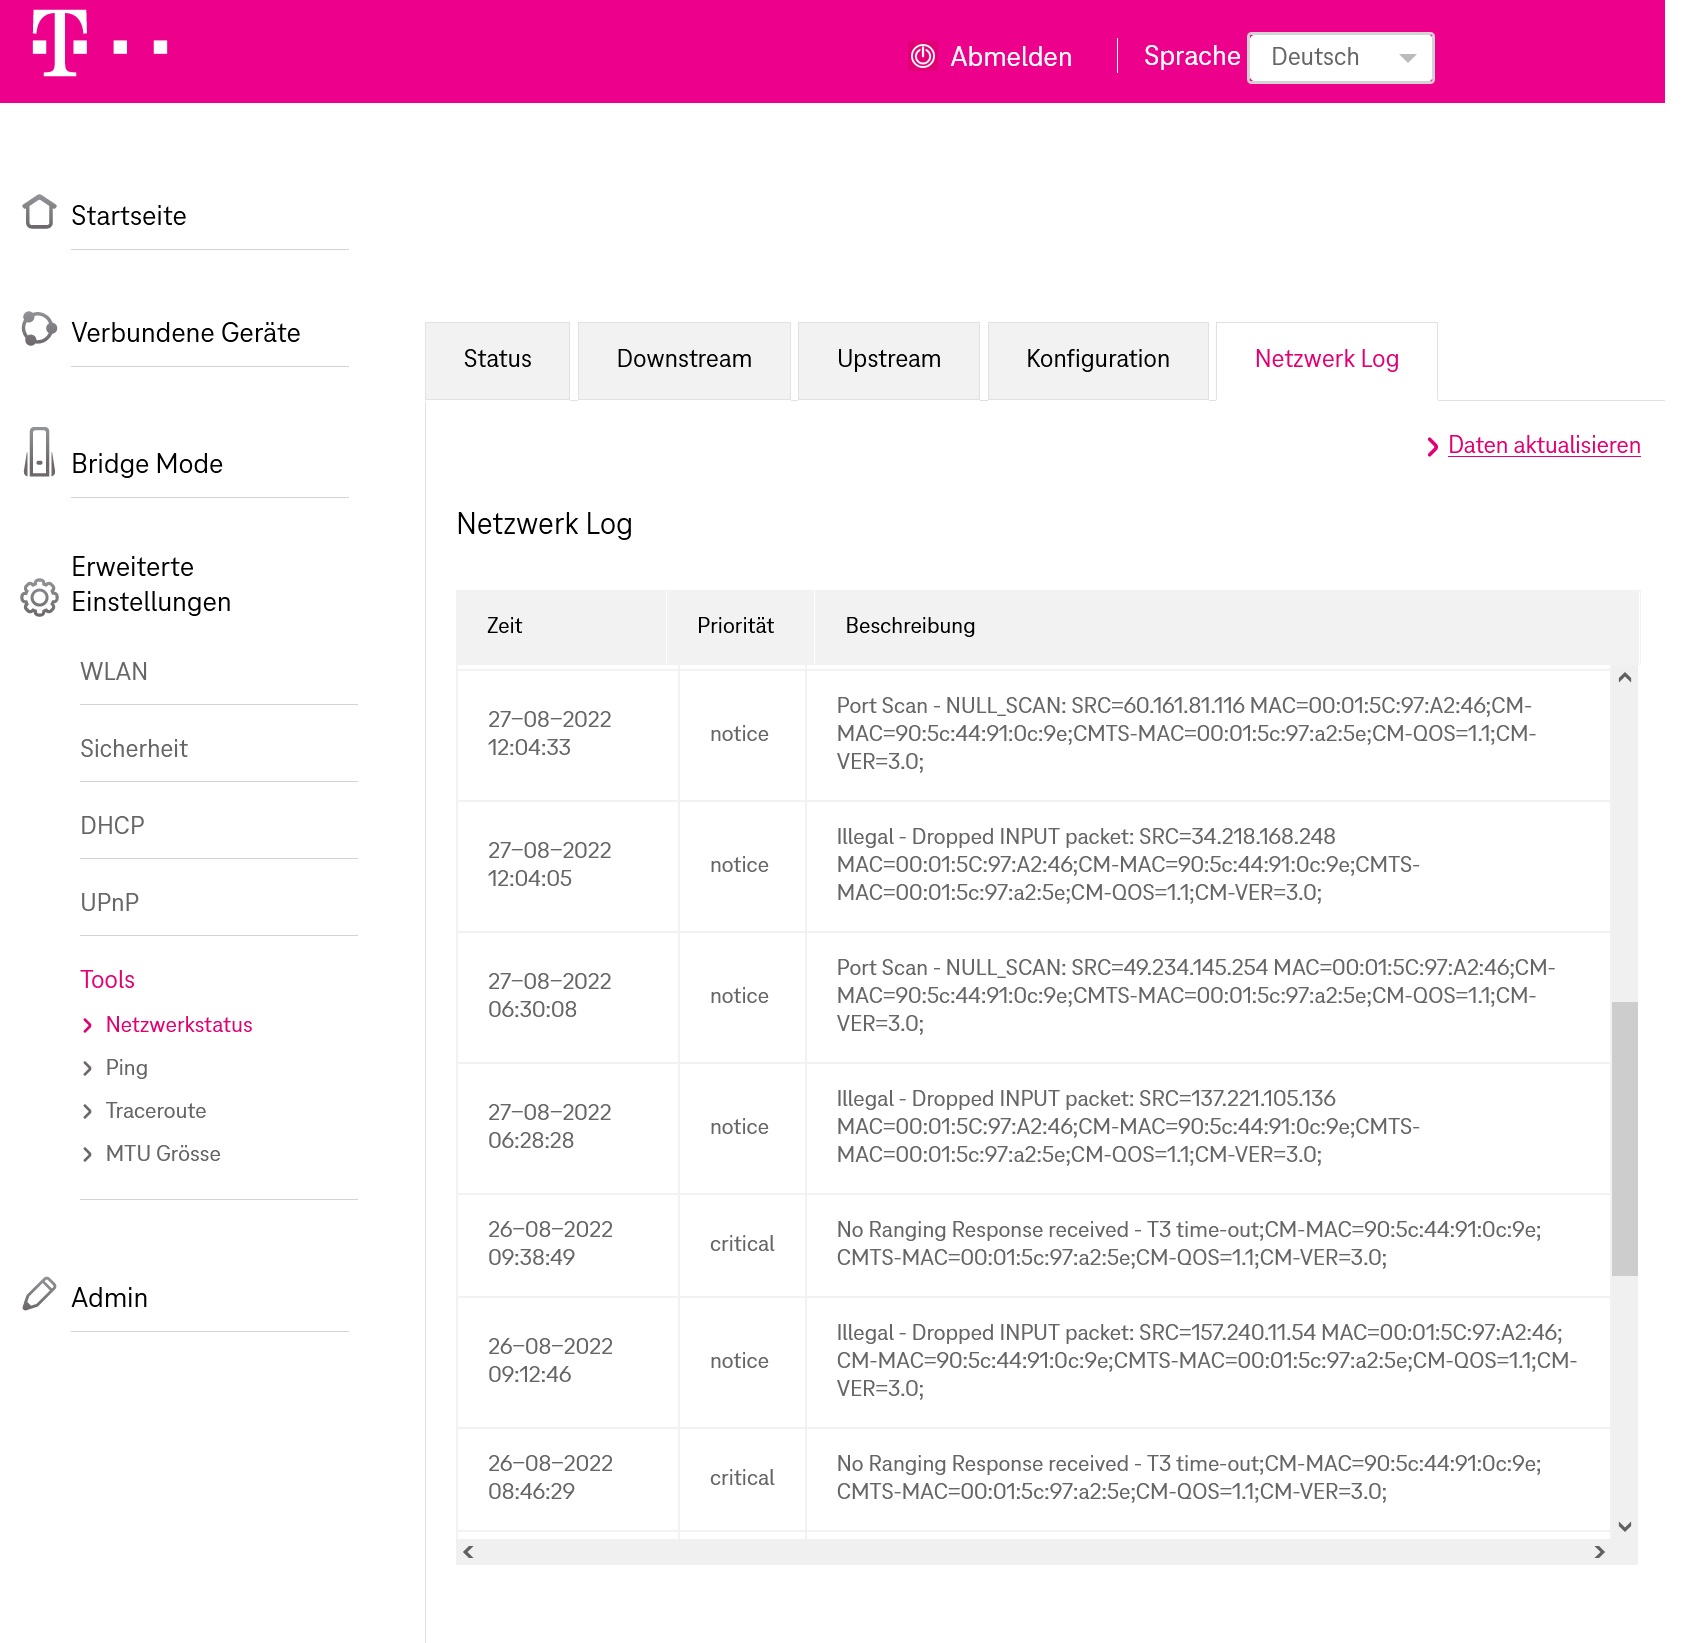 T
Abmelden Sprache Deutsch
Startseite
Verbundene Geräte
Bridge Mode
Erweiterte
Einstellungen
WLAN
Sicherheit
DHCP
UPnP
Tools
Netzwerkstatus
Ping
Traceroute
MTU Grösse
Admin
Status Downstream Upstream Konfiguration Netzwerk Log
Daten aktualisieren
Netzwerk Log
Zeit Priorität Beschreibung
27-08-2022
12:04:33
notice
Port Scan - NULL_SCAN: SRC=60.161.81.116 MAC=00:01:5C:97:A2:46;CM-
MAC=90:5c:44:91:0c:9e;CMTS-MAC=00:01:5c:97:a2:5e;CM-QOS=1.1;CM-
VER=3.0;
27-08-2022
12:04:05
notice
Illegal - Dropped INPUT packet: SRC=34.218.168.248
MAC=00:01:5C:97:A2:46;CM-MAC=90:5c:44:91:0c:9e;CMTS-
MAC=00:01:5c:97:a2:5e;CM-QOS=1.1;CM-VER=3.0;
27-08-2022
06:30:08
notice
Port Scan - NULL_SCAN: SRC=49.234.145.254 MAC=00:01:5C:97:A2:46;CM-
MAC=90:5c:44:91:0c:9e;CMTS-MAC=00:01:5c:97:a2:5e;CM-QOS=1.1;CM-
VER=3.0;
27-08-2022
06:28:28
notice
Illegal - Dropped INPUT packet: SRC=137.221.105.136
MAC=00:01:5C:97:A2:46;CM-MAC=90:5c:44:91:0c:9e;CMTS-
MAC=00:01:5c:97:a2:5e;CM-QOS=1.1;CM-VER=3.0;
26-08-2022
09:38:49
critical
No Ranging Response received - T3 time-out;CM-MAC=90:5c:44:91:0c:9e;
CMTS-MAC=00:01:5c:97:a2:5e;CM-QOS=1.1;CM-VER=3.0;
26-08-2022
09:12:46
notice
Illegal - Dropped INPUT packet: SRC=157.240.11.54 MAC=00:01:5C:97:A2:46;
CM-MAC=90:5c:44:91:0c:9e;CMTS-MAC=00:01:5c:97:a2:5e;CM-QOS=1.1;CM-
VER=3.0;
26-08-2022
08:46:29
critical
No Ranging Response received - T3 time-out;CM-MAC=90:5c:44:91:0c:9e;
CMTS-MAC=00:01:5c:97:a2:5e;CM-QOS=1.1;CM-VER=3.0;